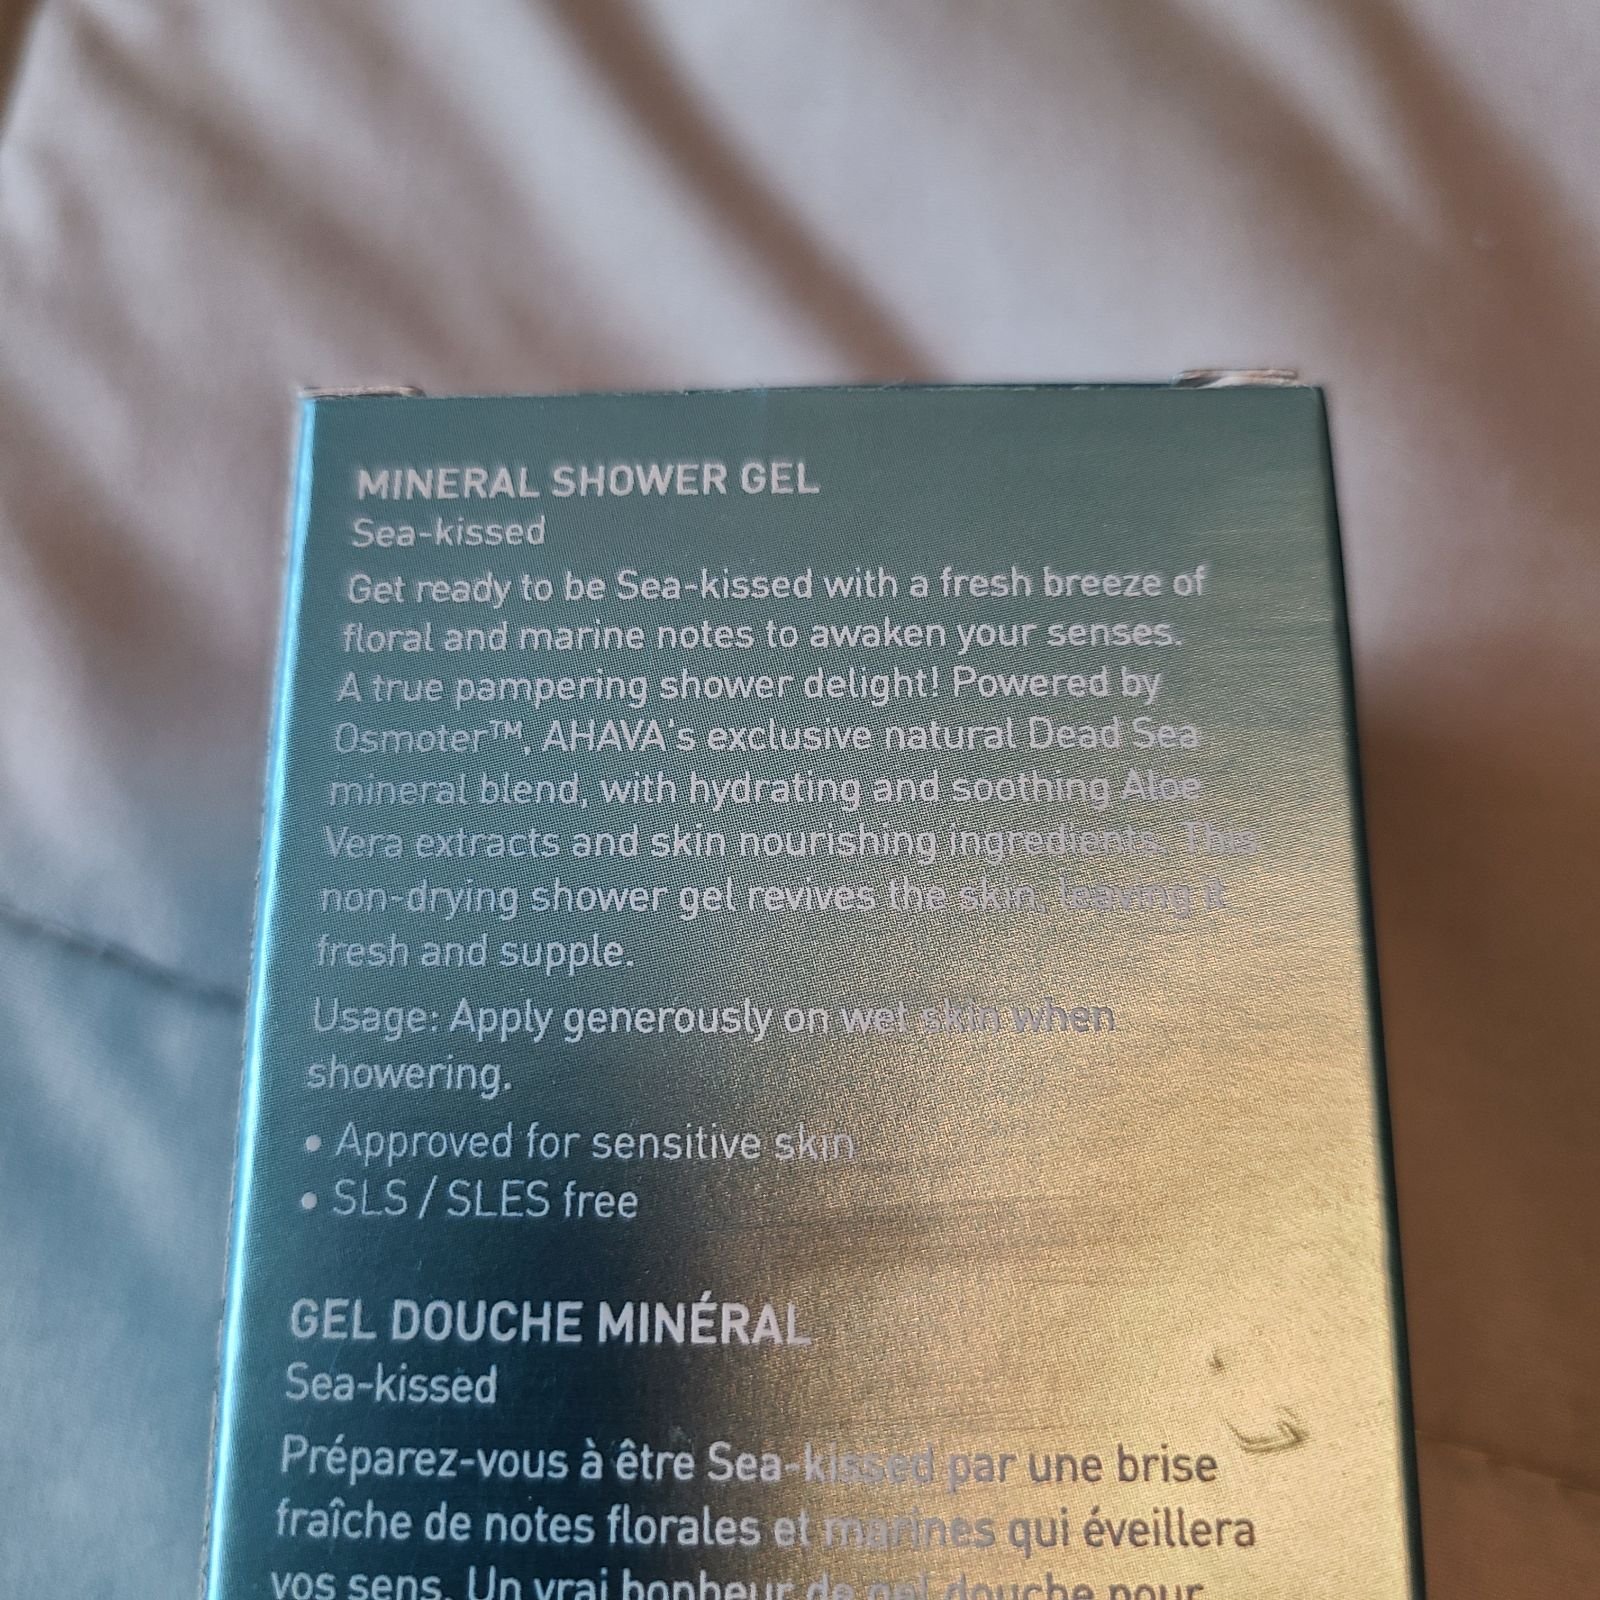 MINERAL SHOWER GEL
Sea-kissed
Get ready to be Sea-kissed with a fresh breeze of
floral and marine notes to awaken your senses.
A true pampering shower delight! Powered by
Osmoter™, AHAVA's exclusive natural Dead Sea
mineral blend, with hydrating and soothing Aloe
Vera extracts and skin nourishing ingredients. This
non-drying shower gel revives the skin, leaving it
fresh and supple.
Usage: Apply generously on wet skin when
showering.
• Approved for sensitive skin
• SLS / SLES free
GEL DOUCHE MINÉRAL
Sea-kissed
Préparez-vous à être Sea-kissed par une brise
fraîche de notes florales et marines qui éveillera
vos sens. Un vrai bonheur de gel douche pour